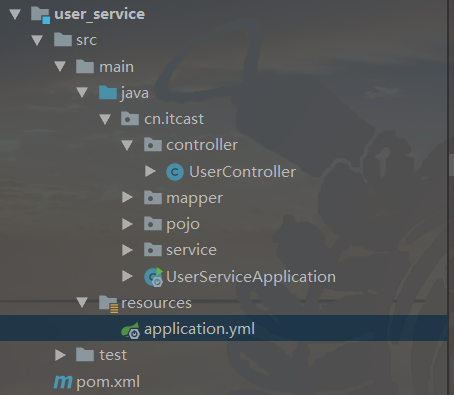 user_service
src
main
java
cn.itcast
controller
UserController
mapper
pojo
service
UserServiceApplication
resources
application.yml
test
pom.xml